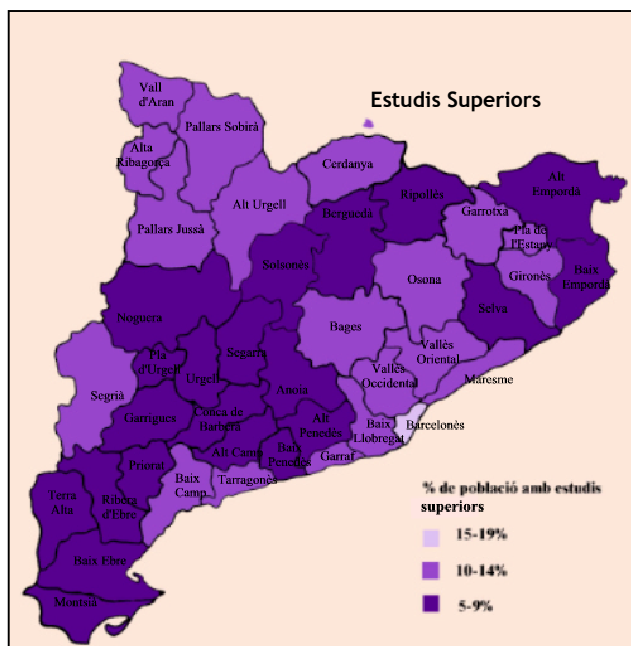 Estudis Superiors
Vall
d'Aran
Pallars Sobirà
Alta
Ribagorça
Cerdanya
Alt Urgell
Pallars Jussà
Berguedà
Ripollès
Garrotxa
Alt
Empordà
Pla de
l'Estany
Gironès
Baix
Empordà
Solsonès
Osona
Selva
Noguera
Bages
Vallès
Oriental
Pla
d'Urgell
Segarra
Urgell
Anoia
Vallès
Occidental
Maresme
Segrià
Garrigues
Conca de
Barberà
Alt
Penedès
Baix
Llobregat
Barcelonès
Alt Camp
Baix
Penedès
Garraf
Priorat
Baix
Camp
Tarragonès
Terra
Alta
Ribera
d'Ebre
Baix Ebre
Montsià
% de població amb estudis
superiors
15-19%
10-14%
5-9%